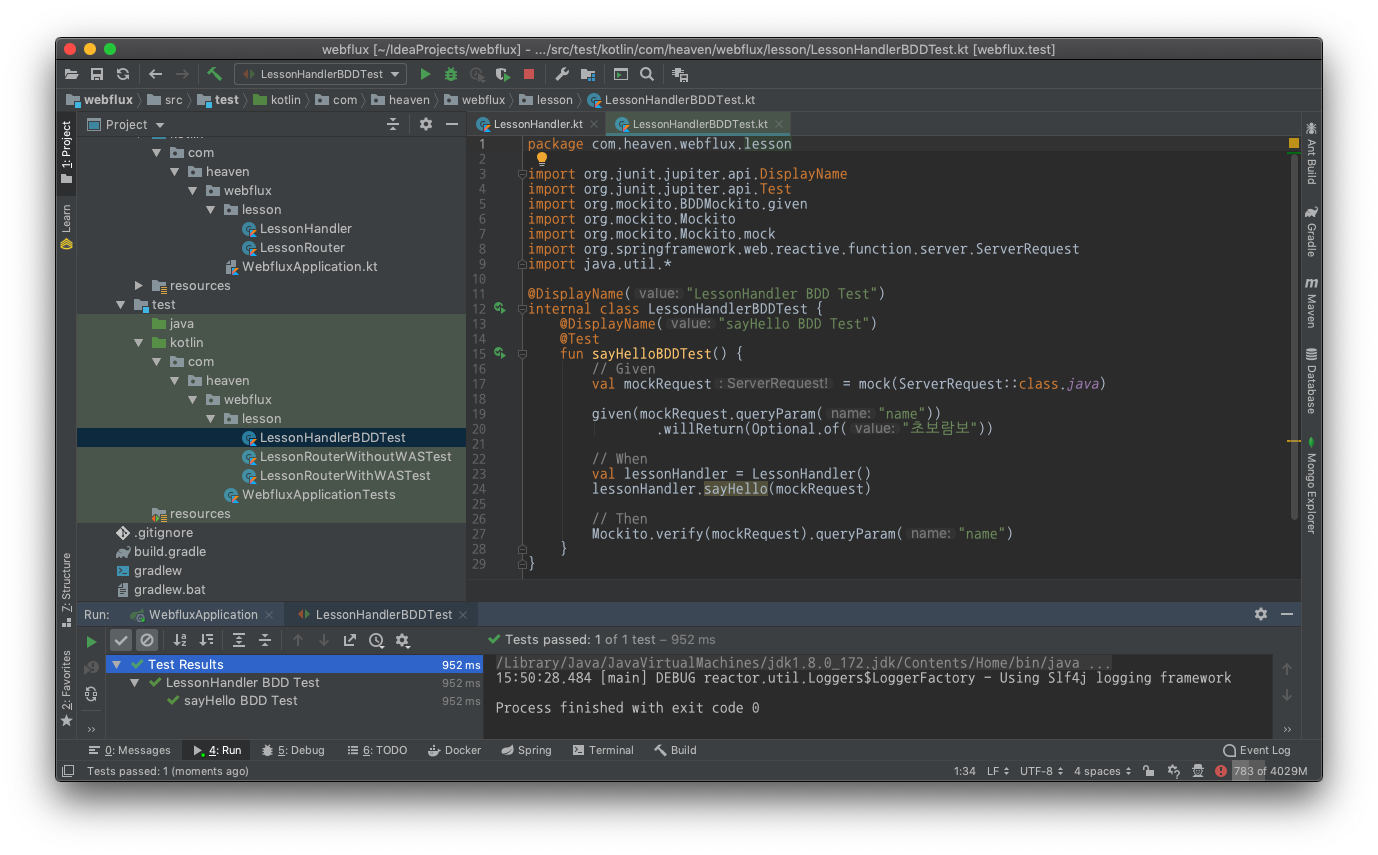 webflux [~/IdeaProjects/webflux] - .../src/test/kotlin/com/heaven/webflux/lesson/LessonHandlerBDDTest.kt [webflux.test]
LessonHandlerBDDTest
webflux src test kotlin com heaven webflux lesson LessonHandlerBDDTest.kt
1: Project
Learn
Z: Structure
2: Favorites
Project
com
heaven
webflux
lesson
LessonHandler
LessonRouter
WebfluxApplication.kt
resources
test
java
kotlin
com
heaven
webflux
lesson
LessonHandlerBDDTest
LessonRouterWithoutWASTest
LessonRouterWithWASTest
WebfluxApplicationTests
resources
.gitignore
build.gradle
gradlew
gradlew.bat
LessonHandler.kt LessonHandlerBDDTest.kt
1 package com.heaven.webflux.lesson
2
3 import org.junit.jupiter.api.DisplayName
4 import org.junit.jupiter.api.Test
5 import org.mockito.BDDMockito.given
6 import org.mockito.Mockito
7 import org.mockito.Mockito.mock
8 import org.springframework.web.reactive.function.server.ServerRequest
9 import java.util.*
10
11 @DisplayName( value: "LessonHandler BDD Test")
12 internal class LessonHandlerBDDTest {
13 @DisplayName( value: "sayHello BDD Test")
14 @Test
15 fun sayHelloBDDTest() {
16 // Given
17 val mockRequest : ServerRequest! = mock(ServerRequest::class.java)
18
19 given(mockRequest.queryParam( name: "name"))
20 .willReturn(Optional.of( value: "초보람보"))
21
22 // When
23 val lessonHandler = LessonHandler()
24 lessonHandler.sayHello(mockRequest)
25
26 // Then
27 Mockito.verify(mockRequest).queryParam( name: "name")
28 }
29 }
Ant Build
Gradle
Maven
Database
Mongo Explorer
Run: WebfluxApplication LessonHandlerBDDTest
Tests passed: 1 of 1 test – 952 ms
Test Results 952 ms
LessonHandler BDD Test 952 ms
sayHello BDD Test 952 ms
/Library/Java/JavaVirtualMachines/jdk1.8.0_172.jdk/Contents/Home/bin/java ...
15:50:28.484 [main] DEBUG reactor.util.Loggers$LoggerFactory - Using Slf4j logging framework
Process finished with exit code 0
0: Messages 4: Run 5: Debug 6: TODO Docker Spring Terminal Build Event Log
Tests passed: 1 (moments ago) 1:34 LF UTF-8 4 spaces 783 of 4029M